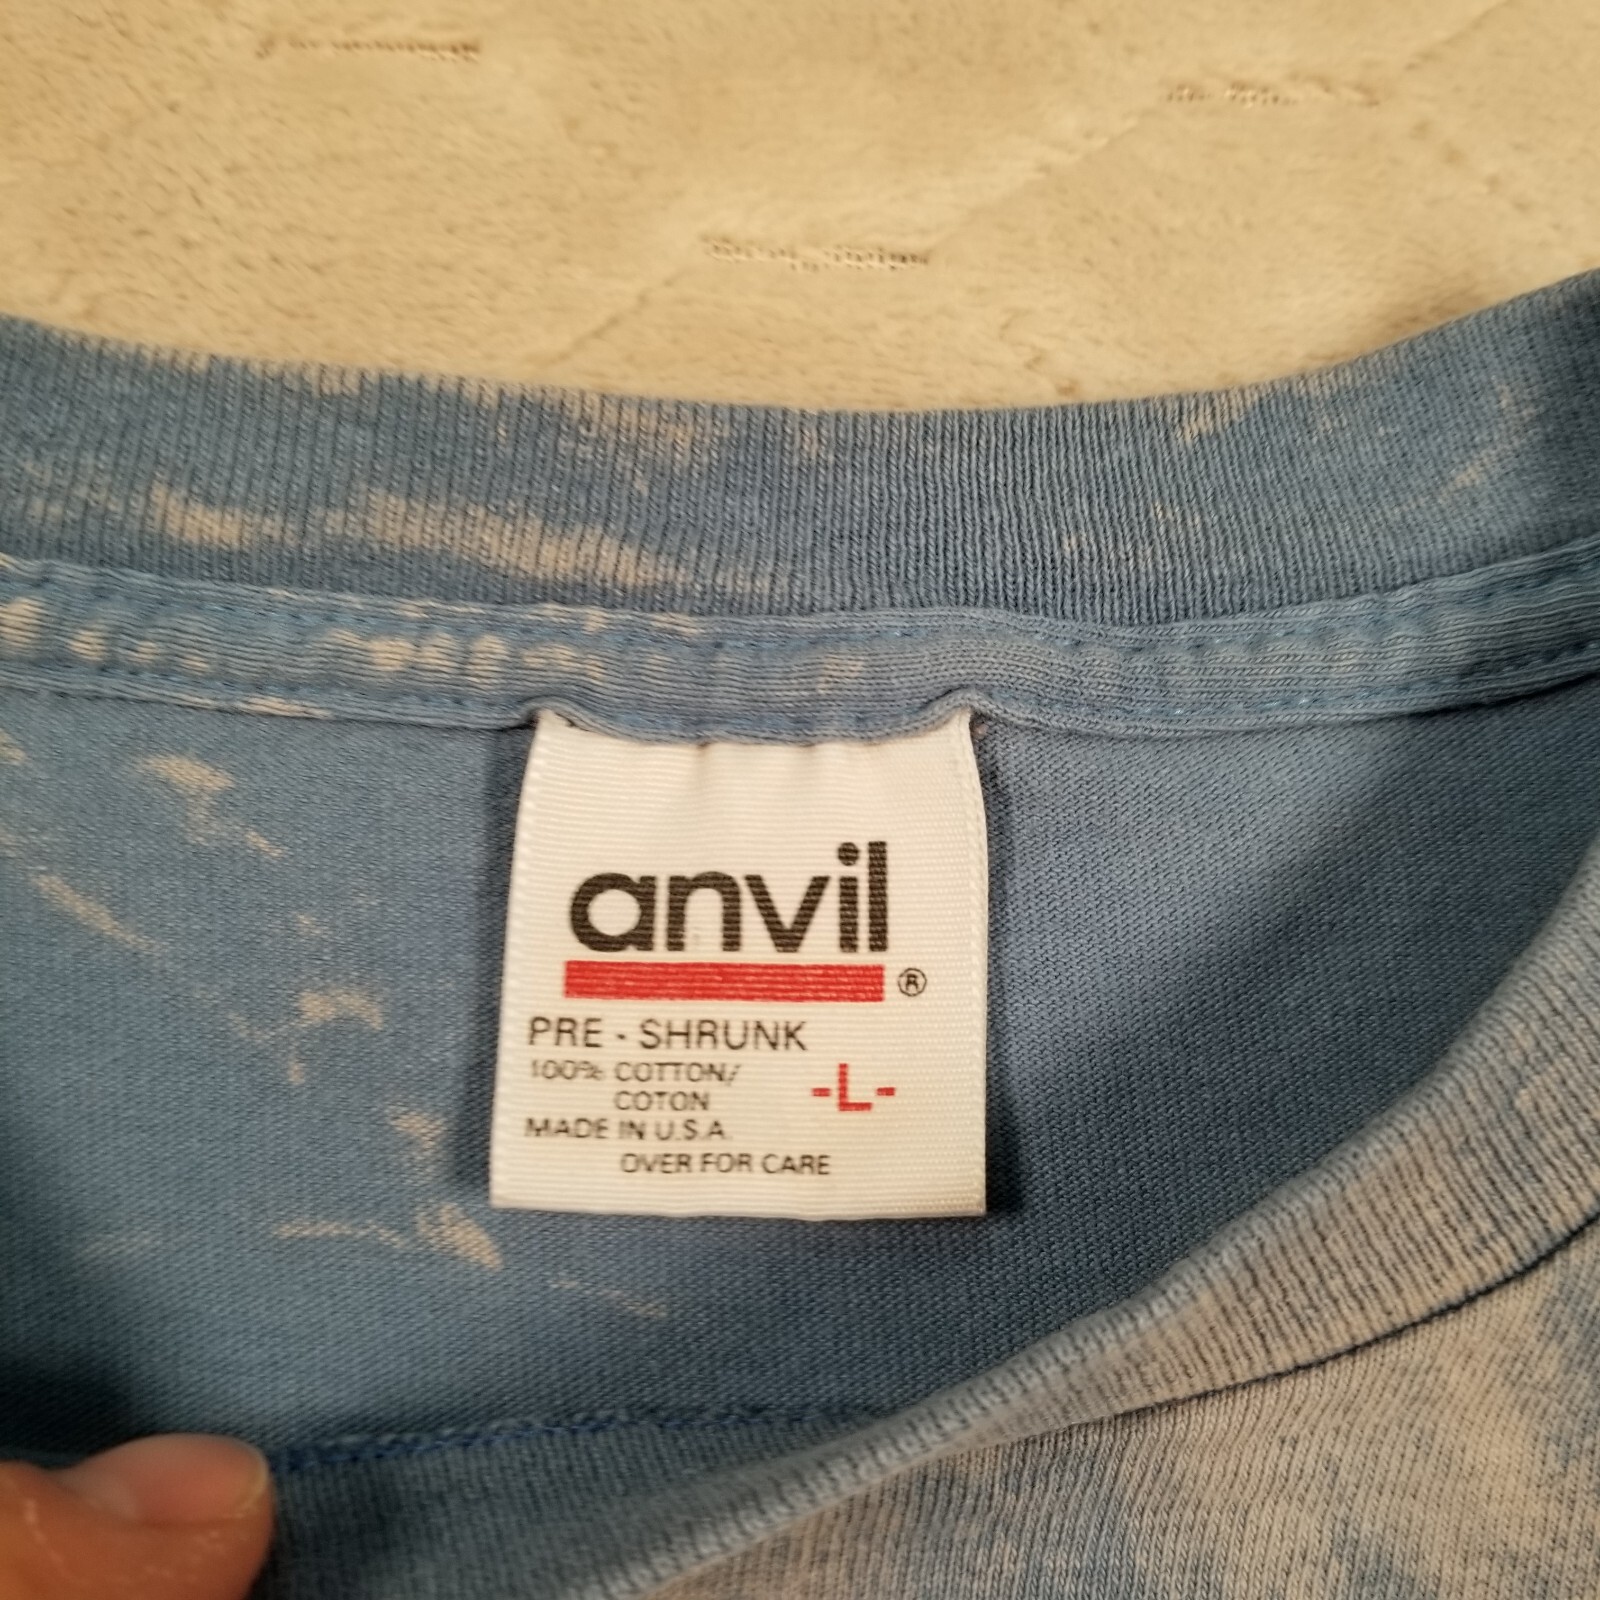 anvil
®
PRE - SHRUNK
100% COTTON/
COTON
-L-
MADE IN U.S.A.
OVER FOR CARE